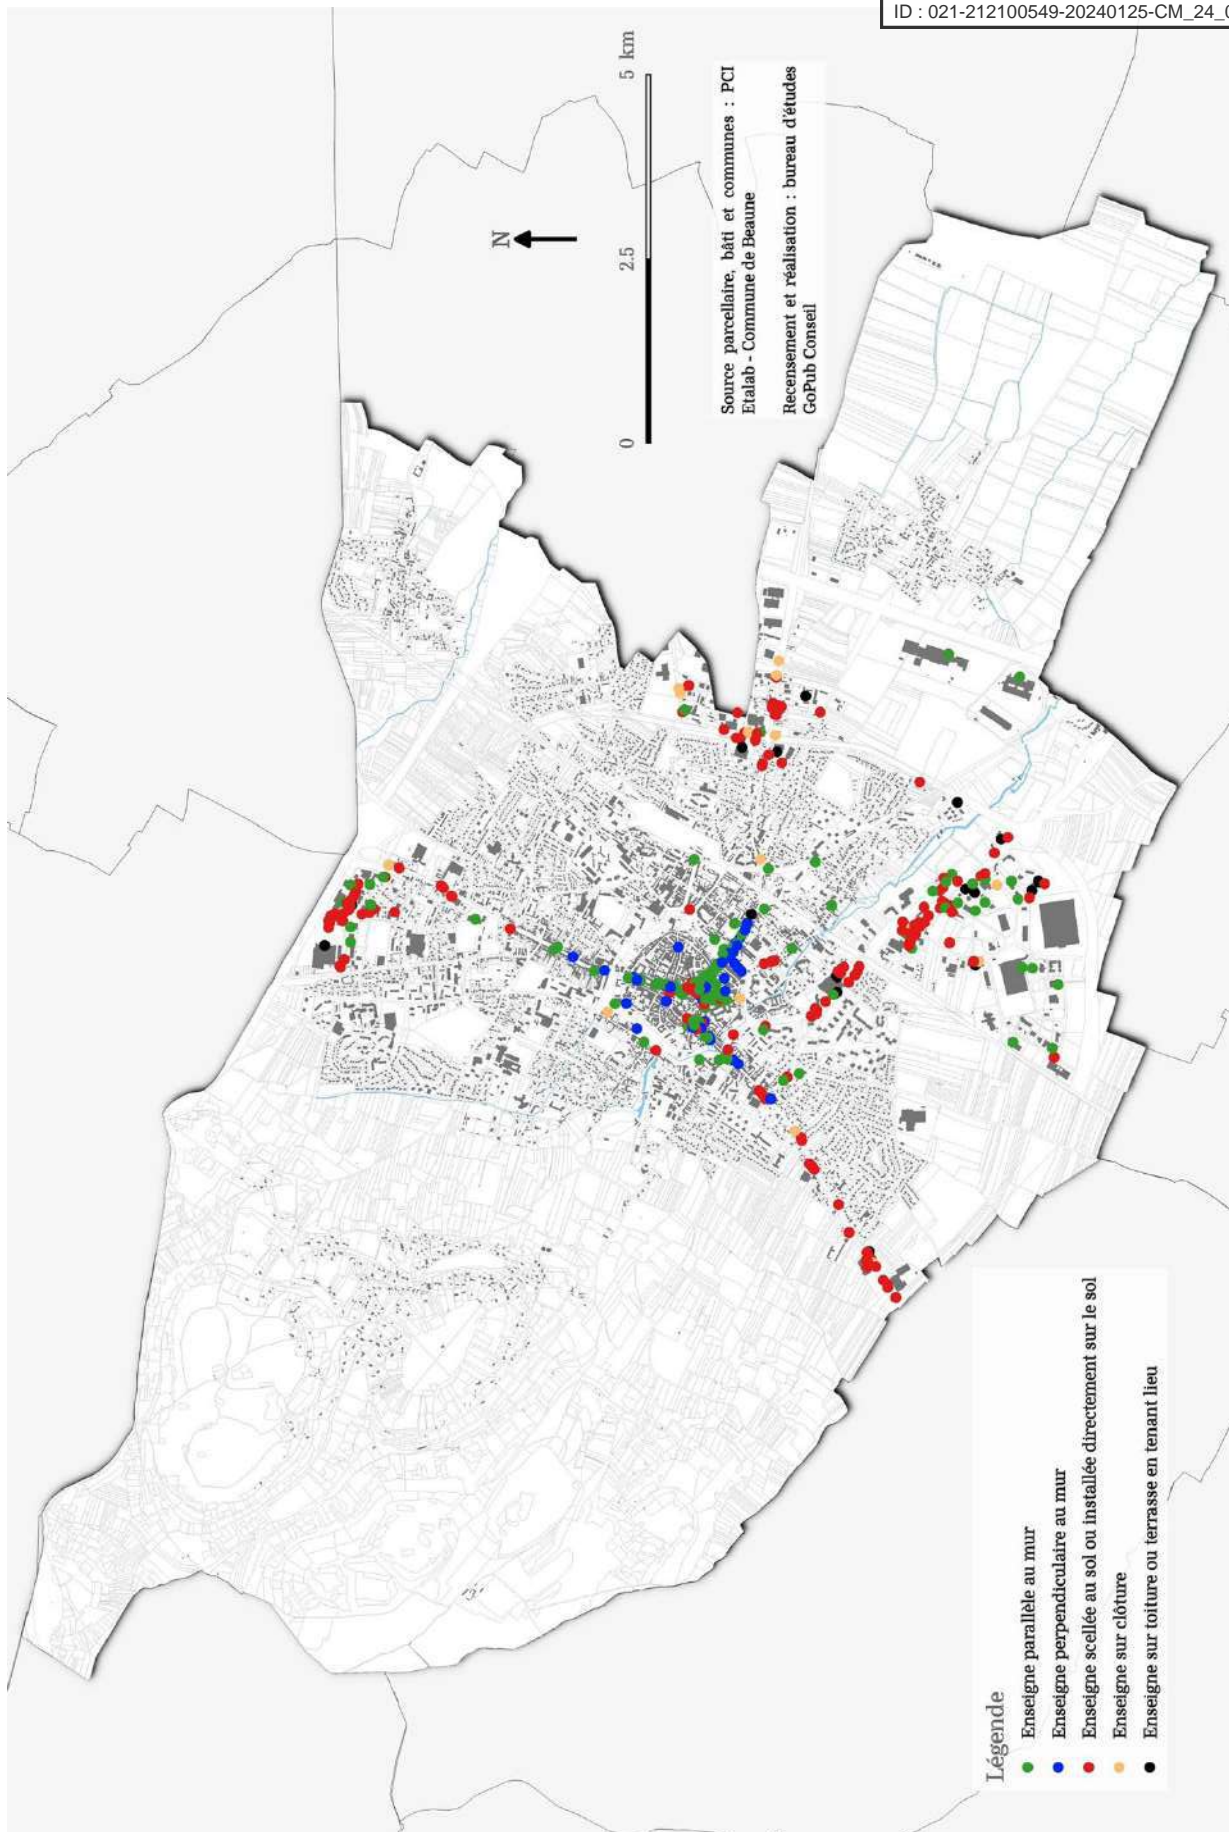 ID : 021-212100549-20240125-CM_24_0
N
0 2.5 5 km
Source parcellaire, bâti et communes : PCI
Etalab - Commune de Beaune
Recensement et réalisation : bureau d'études
GoPub Conseil
Légende
Enseigne parallèle au mur
Enseigne perpendiculaire au mur
Enseigne scellée au sol ou installée directement sur le sol
Enseigne sur clôture
Enseigne sur toiture ou terrasse en tenant lieu